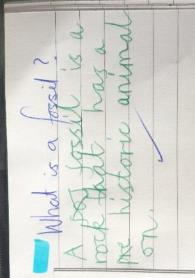 What is a fossil?
A fossil is a
rock that has a
historic animal
on.